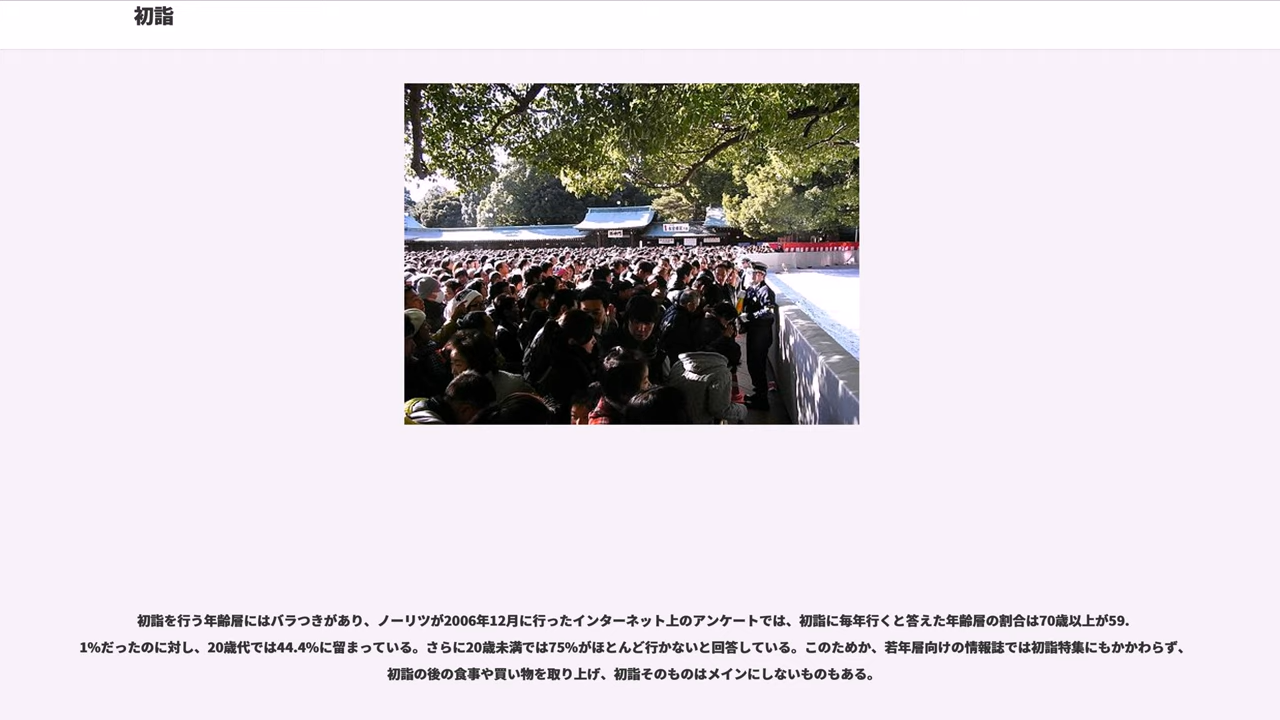 初詣
初詣を行う年齢層にはバラつきがあり、ノーリツが2006年12月に行ったインターネット上のアンケートでは、初詣に毎年行くと答えた年齢層の割合は70歳以上が59.
1%だったのに対し、20歳代では44.4%に留まっている。さらに20歳未満では75%がほとんど行かないと回答している。このためか、若年層向けの情報誌では初詣特集にもかかわらず、
初詣の後の食事や買い物を取り上げ、初詣そのものはメインにしないものもある。